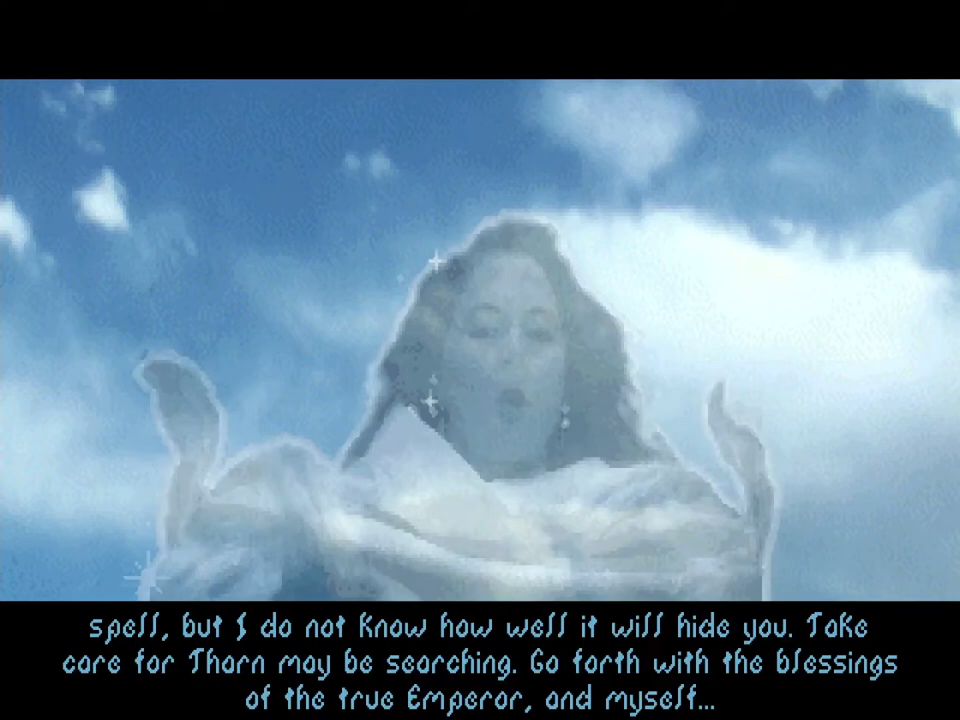 spell, but I do not know how well it will hide you. Take
care for Tharn may be searching. Go forth with the blessings
of the true Emperor, and myself...